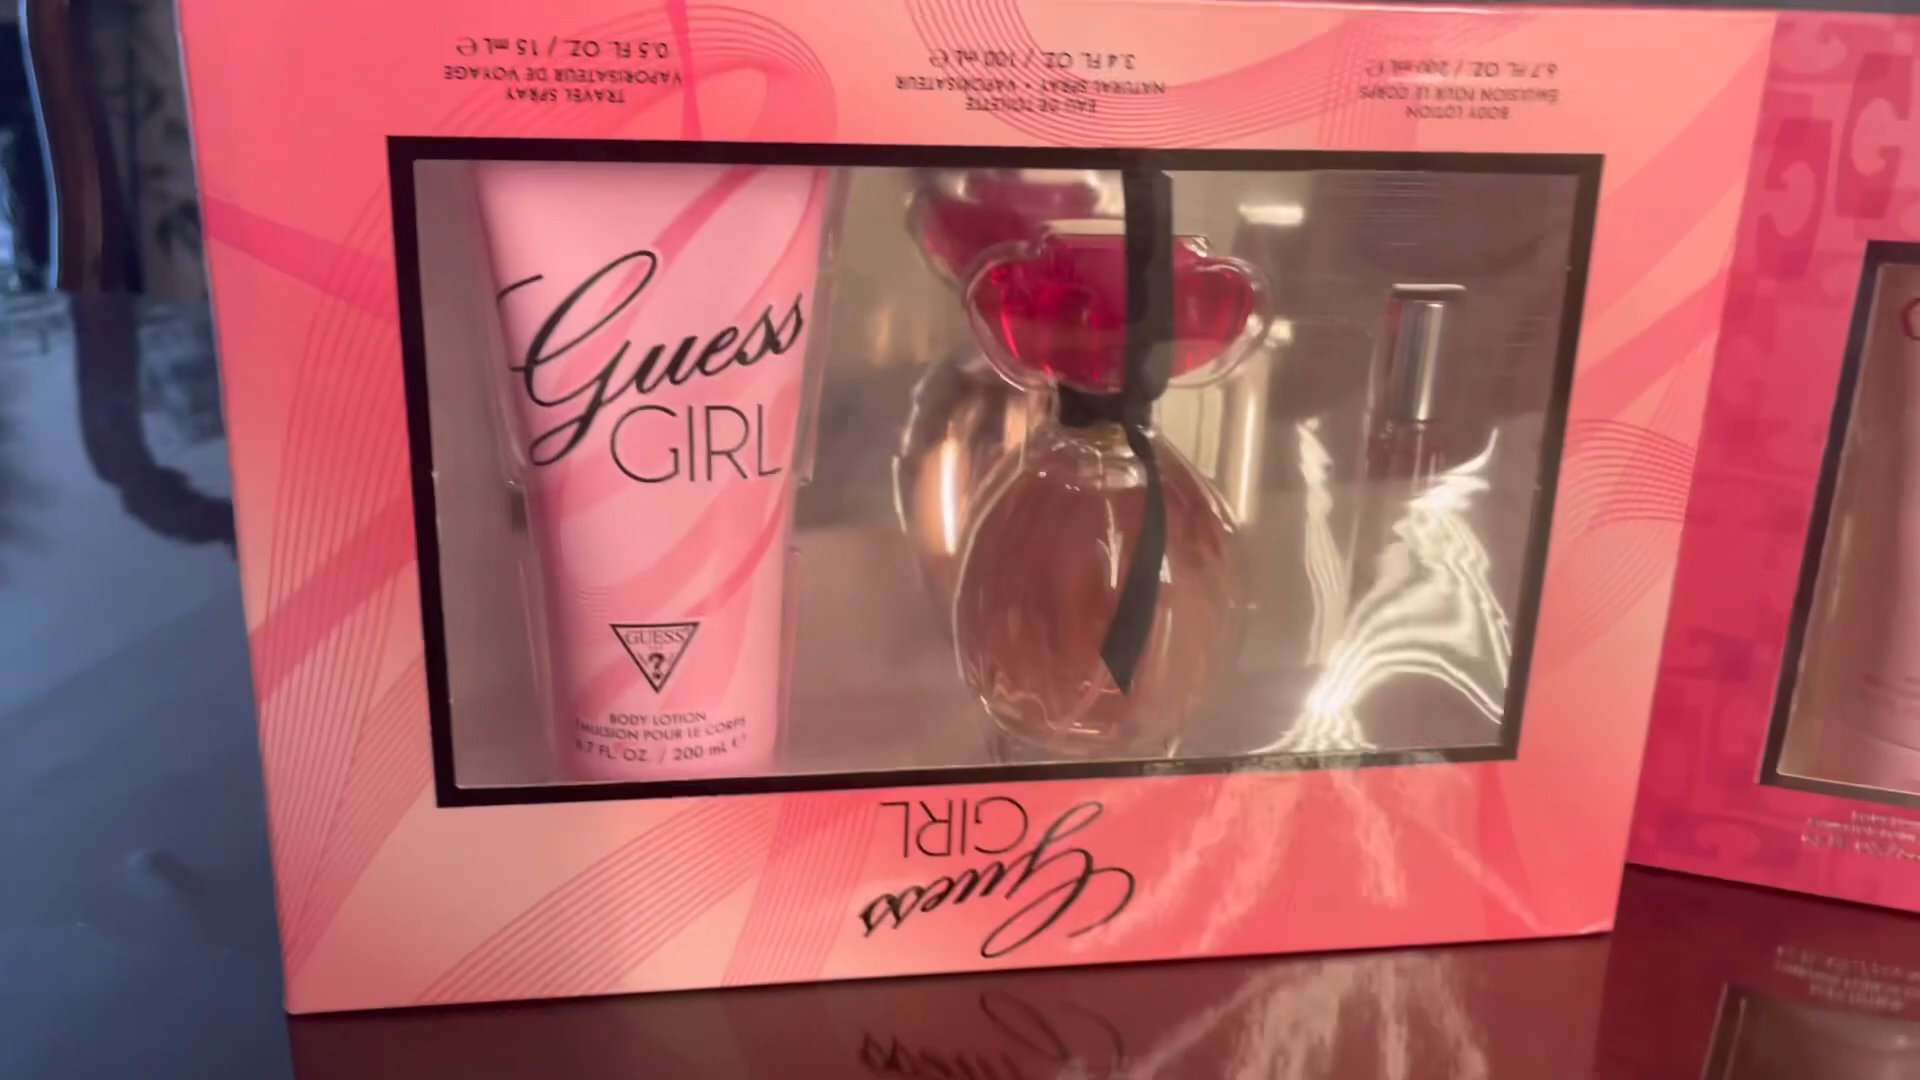 TRAVEL SPRAY
VAPORISATEUR DE VOYAGE
0.5 FL. OZ. / 15 mL ℮
EAU DE TOILETTE
NATURAL SPRAY • VAPORISATEUR
3.4 FL. OZ. / 100 mL ℮
BODY LOTION
ÉMULSION POUR LE CORPS
6.7 FL. OZ. / 200 mL ℮
Guess
GIRL
GUESS
?
BODY LOTION
ÉMULSION POUR LE CORPS
6.7 FL. OZ. / 200 mL ℮
Guess
GIRL